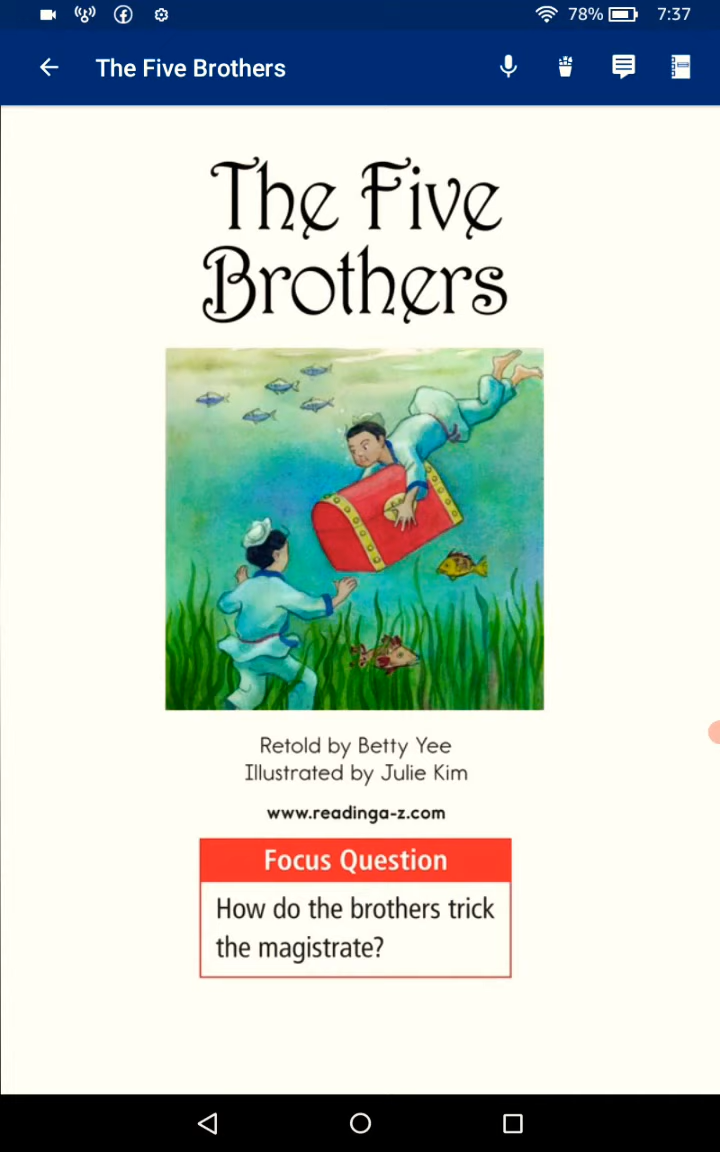 78% 7:37
The Five Brothers
The Five
Brothers
Retold by Betty Yee
Illustrated by Julie Kim
www.readinga-z.com
Focus Question
How do the brothers trick
the magistrate?